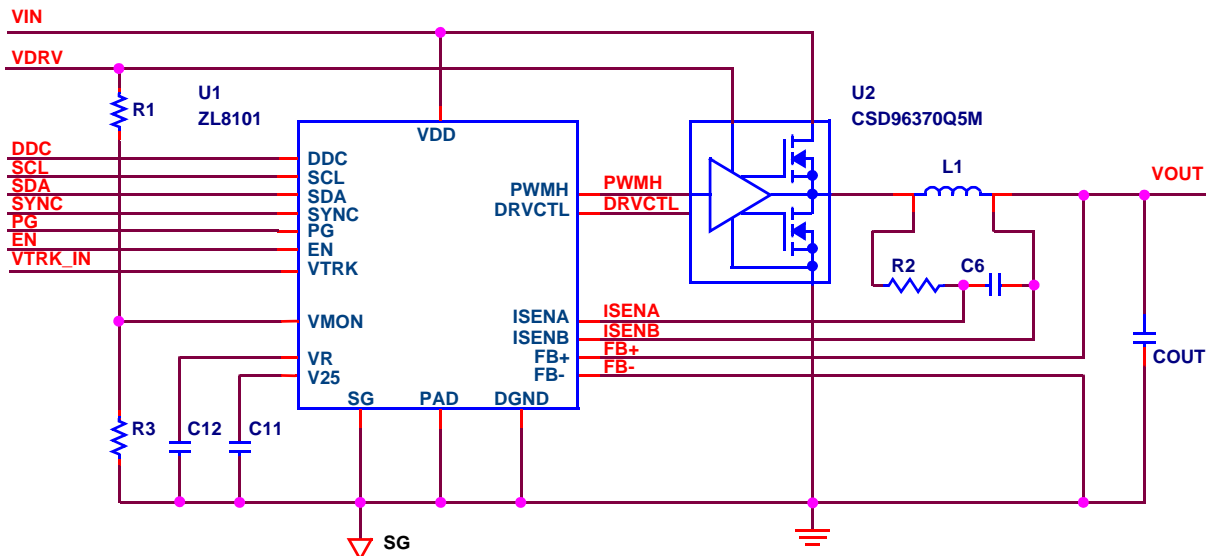 VIN
VDRV
U1
ZL8101
U2
CSD96370Q5M
R1
VDD
DDC
SCL
SDA
SYNC
PG
EN
VTRK_IN
DDC
SCL
SDA
SYNC
PG
EN
VTRK
PWMH
DRVCTL
PWMH
DRVCTL
L1
VOUT
R2
C6
VMON
VR
V25
ISENA
ISENB
FB+
FB-
ISENA
ISENB
FB+
FB-
COUT
SG
PAD
DGND
R3
C12
C11
SG